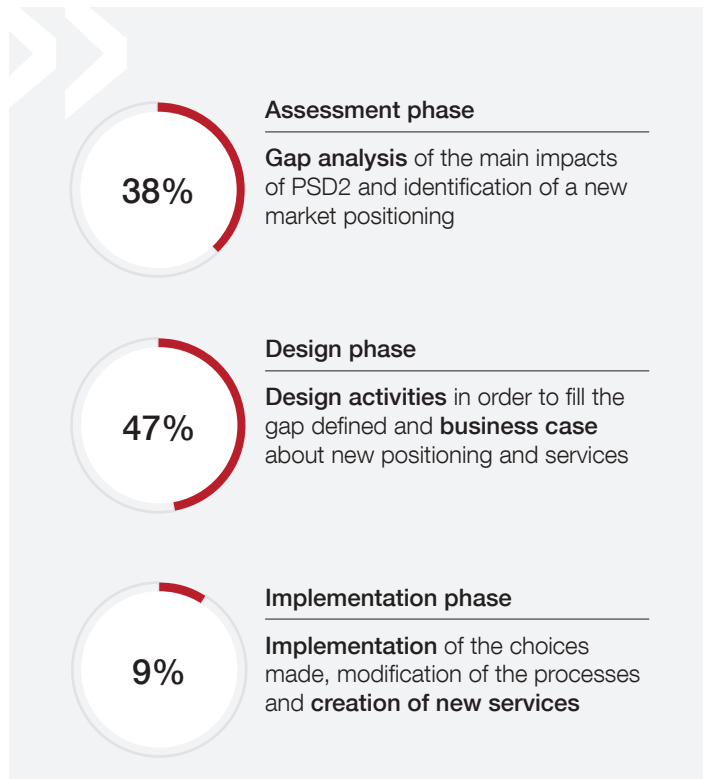 38%
Assessment phase
Gap analysis of the main impacts
of PSD2 and identification of a new
market positioning
47%
Design phase
Design activities in order to fill the
gap defined and business case
about new positioning and services
9%
Implementation phase
Implementation of the choices
made, modification of the processes
and creation of new services